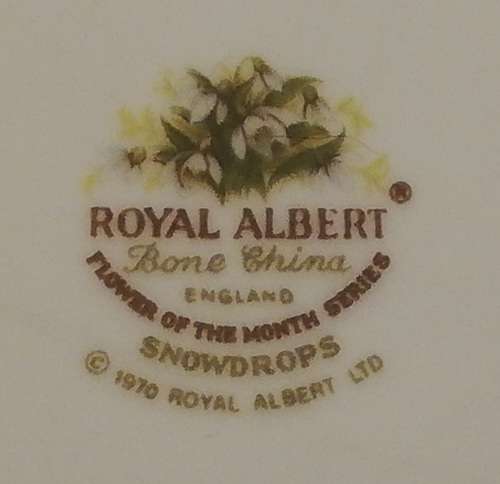 ROYAL ALBERT ®
Bone China
ENGLAND
FLOWER OF THE MONTH SERIES
SNOWDROPS
© 1970 ROYAL ALBERT LTD